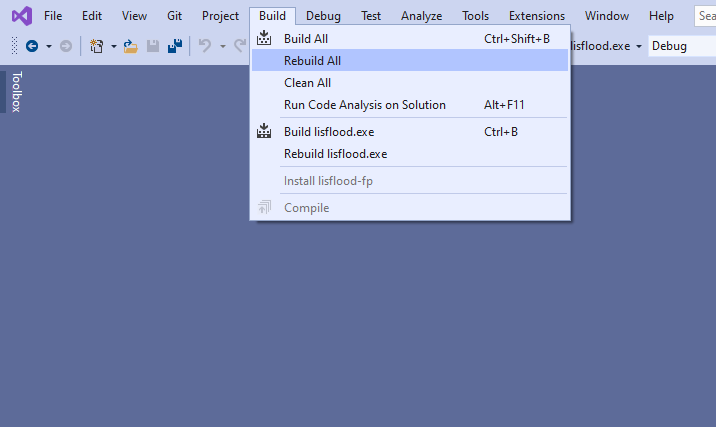 File Edit View Git Project Build Debug Test Analyze Tools Extensions Window Help Sea
lisflood.exe Debug
Toolbox
Build All Ctrl+Shift+B
Rebuild All
Clean All
Run Code Analysis on Solution Alt+F11
Build lisflood.exe Ctrl+B
Rebuild lisflood.exe
Install lisflood-fp
Compile